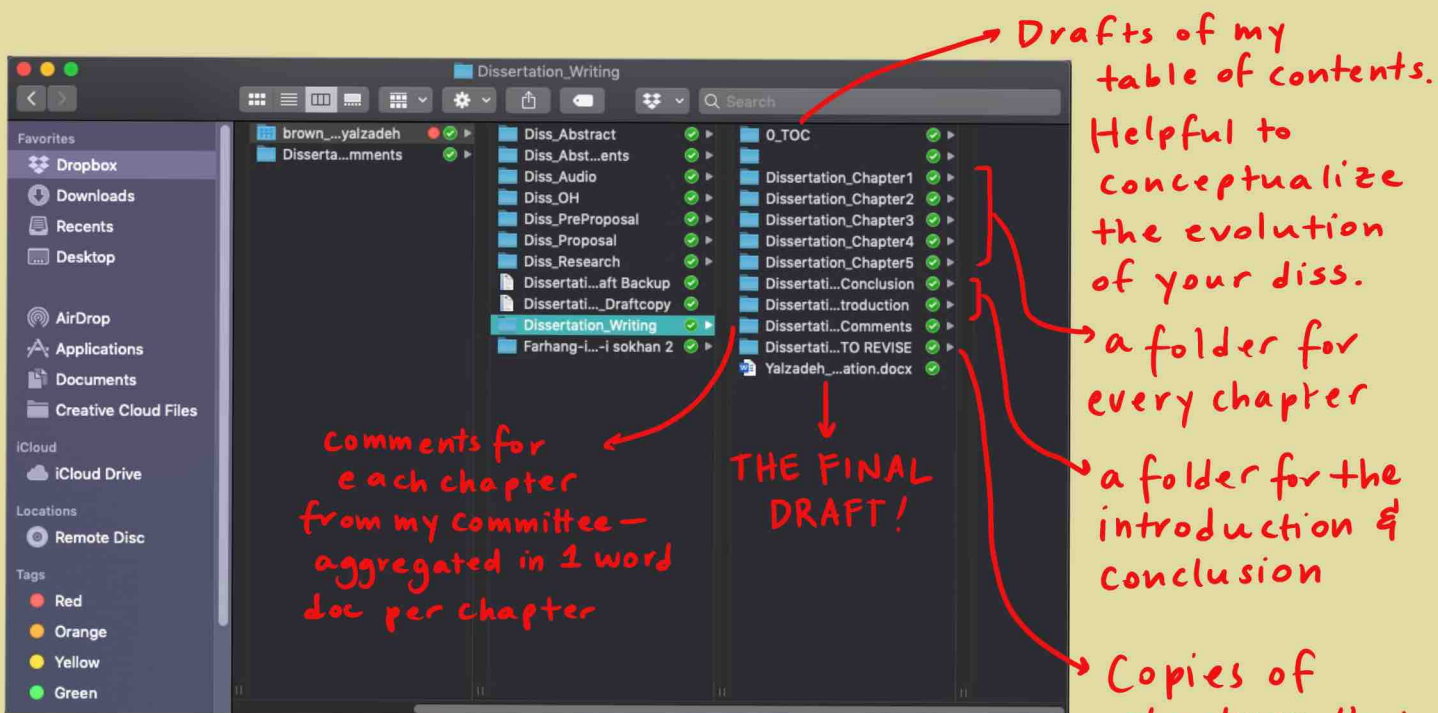 Dissertation_Writing
Search
Favorites
Dropbox
Downloads
Recents
Desktop
AirDrop
Applications
Documents
Creative Cloud Files
iCloud
iCloud Drive
Locations
Remote Disc
Tags
Red
Orange
Yellow
Green
brown_...yalzadeh
Disserta...mments
Diss_Abstract
Diss_Abst...ents
Diss_Audio
Diss_OH
Diss_PreProposal
Diss_Proposal
Diss_Research
Dissertati...aft Backup
Dissertati..._Draftcopy
Dissertation_Writing
Farhang-i...-i sokhan 2
0_TOC
Dissertation_Chapter1
Dissertation_Chapter2
Dissertation_Chapter3
Dissertation_Chapter4
Dissertation_Chapter5
Dissertati...Conclusion
Dissertati...troduction
Dissertati...Comments
Dissertati...TO REVISE
Yalzadeh_...ation.docx
comments for
each chapter
from my committee—
aggregated in 1 word
doc per chapter
THE FINAL
DRAFT!
Drafts of my
table of contents.
Helpful to
conceptualize
the evolution
of your diss.
a folder for
every chapter
a folder for the
introduction &
conclusion
Copies of